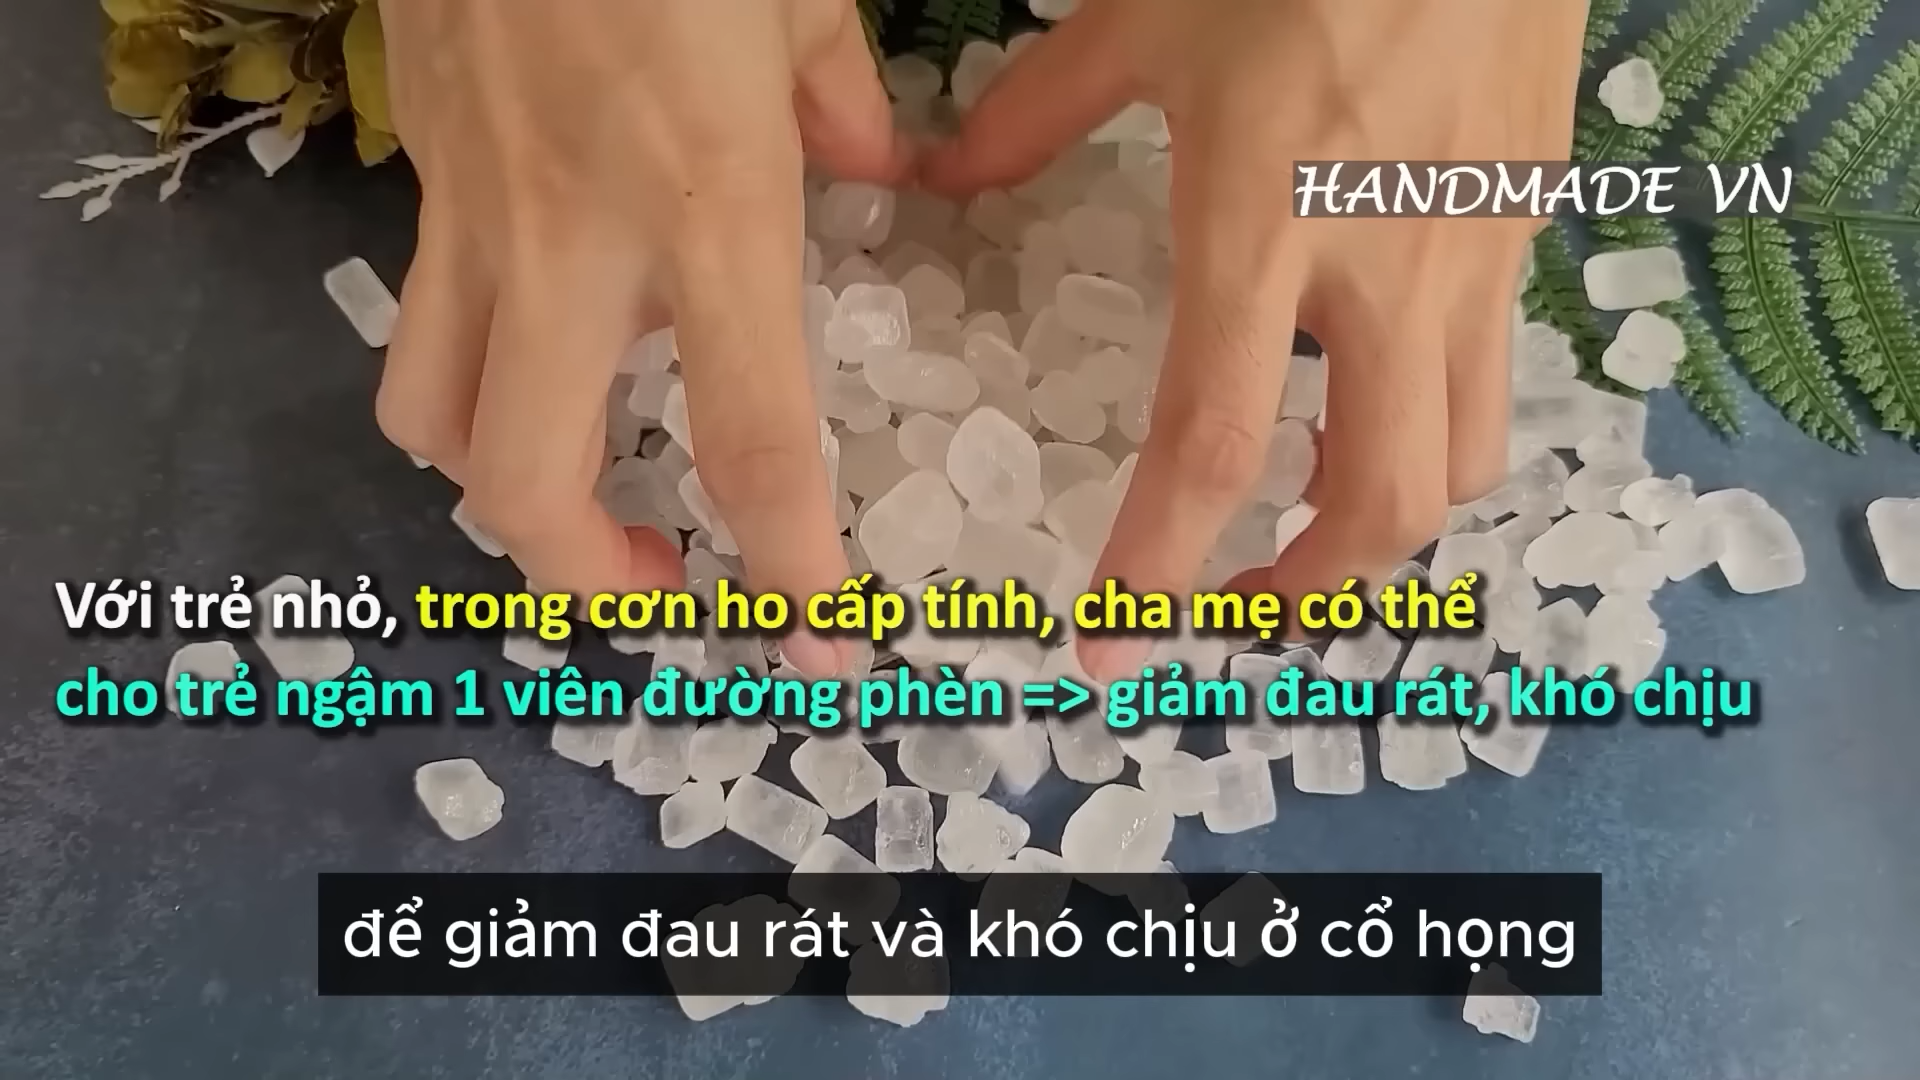 HANDMADE VN
Với trẻ nhỏ, trong cơn ho cấp tính, cha mẹ có thể
cho trẻ ngậm 1 viên đường phèn => giảm đau rát, khó chịu
để giảm đau rát và khó chịu ở cổ họng